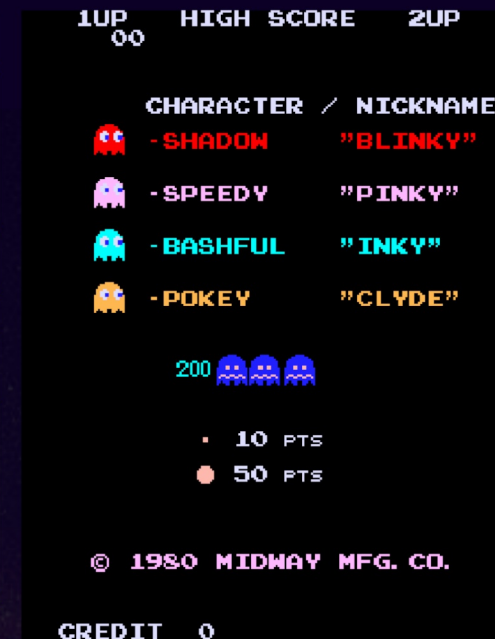 1UP HIGH SCORE 2UP
00
CHARACTER / NICKNAME
-SHADOW "BLINKY"
-SPEEDY "PINKY"
-BASHFUL "INKY"
-POKEY "CLYDE"
200
10 PTS
50 PTS
© 1980 MIDWAY MFG. CO.
CREDIT 0